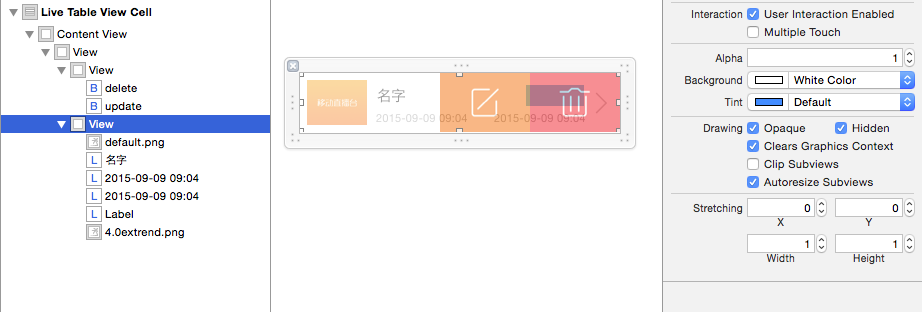 Live Table View Cell
Content View
View
View
B delete
B update
View
default.png
L 名字
L 2015-09-09 09:04
L 2015-09-09 09:04
L Label
4.0extrend.png
移动直播台
名字
2015-09-09 09:04
2015-09-09 09:04
Interaction User Interaction Enabled
Multiple Touch
Alpha 1
Background White Color
Tint Default
Drawing Opaque Hidden
Clears Graphics Context
Clip Subviews
Autoresize Subviews
Stretching 0 0
X Y
1 1
Width Height